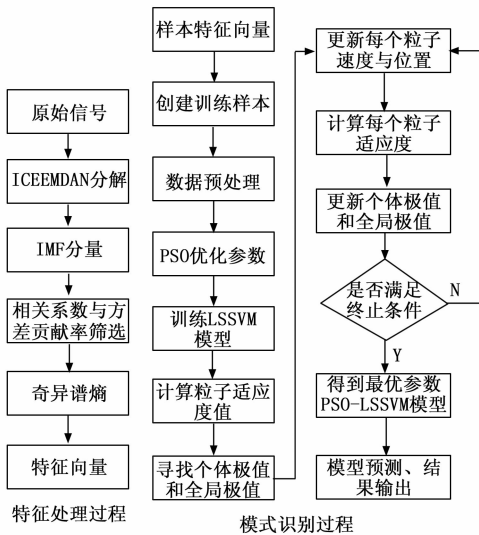 原始信号
ICEEMDAN分解
IMF分量
相关系数与方
差贡献率筛选
奇异谱熵
特征向量
特征处理过程
样本特征向量
创建训练样本
数据预处理
PSO优化参数
训练LSSVM
模型
计算粒子适应
度值
寻找个体极值
和全局极值
更新每个粒子
速度与位置
计算每个粒子
适应度
更新个体极值
和全局极值
是否满足
终止条件
N
Y
得到最优参数
PSO-LSSVM模型
模型预测、结
果输出
模式识别过程